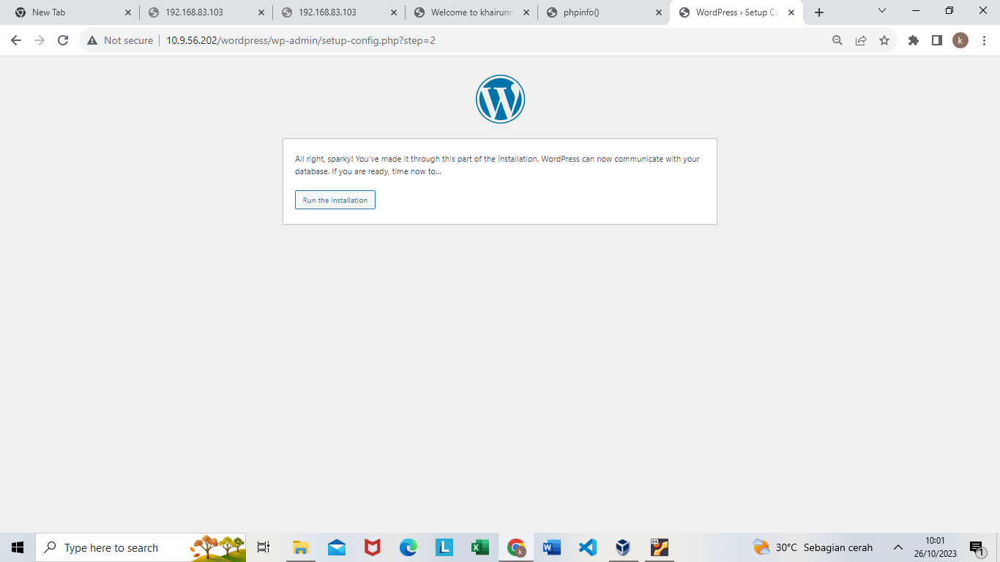 New Tab
192.168.83.103
192.168.83.103
Welcome to khairunn
phpinfo()
WordPress › Setup Co
Not secure
10.9.56.202/wordpress/wp-admin/setup-config.php?step=2
k
W
All right, sparky! You've made it through this part of the installation. WordPress can now communicate with your
database. If you are ready, time now to…
Run the installation
Type here to search
L
X
k
W
64
30°C Sebagian cerah
10:01
26/10/2023
1